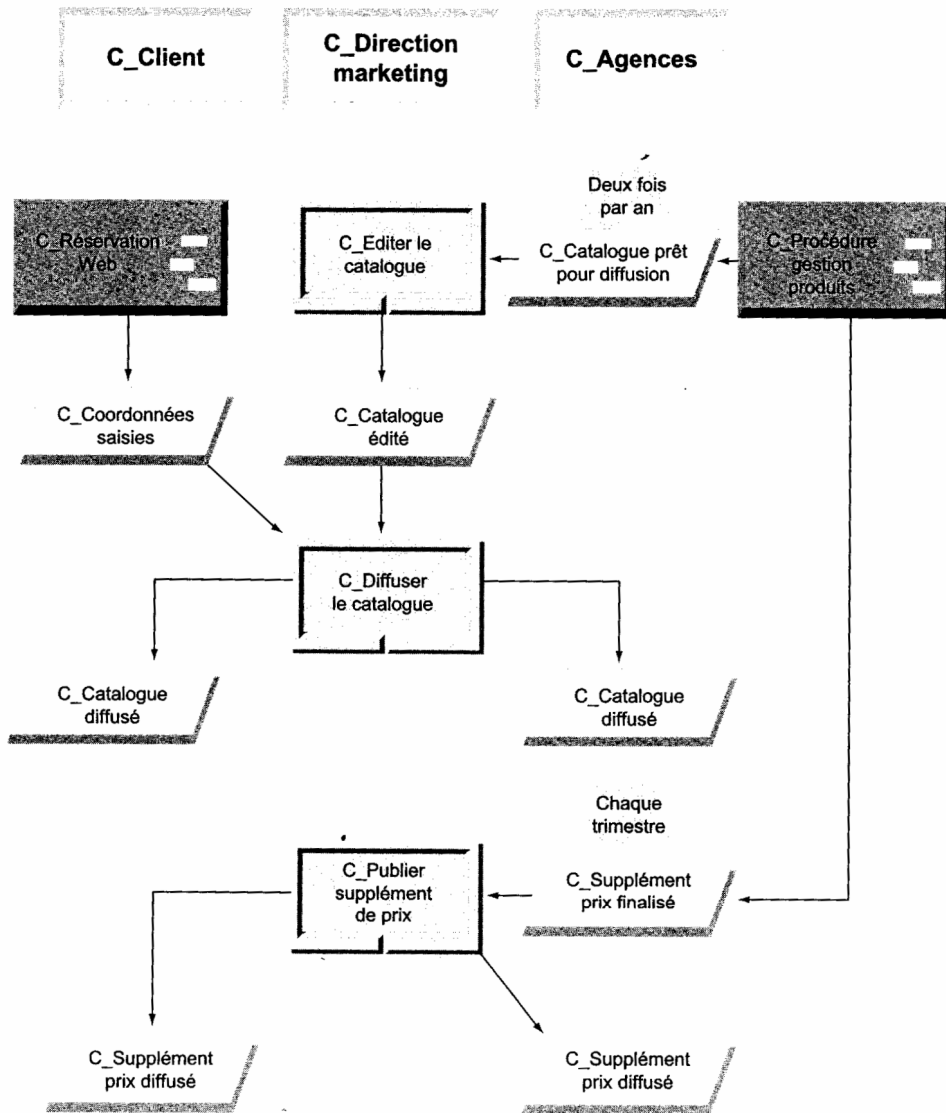 C_Client
C_Direction
marketing
C_Agences
Deux fois
par an
C_Réservation
Web
C_Editer le
catalogue
C_Catalogue prêt
pour diffusion
C_Procédure
gestion
produits
C_Coordonnées
saisies
C_Catalogue
édité
C_Diffuser
le catalogue
C_Catalogue
diffusé
C_Catalogue
diffusé
Chaque
trimestre
C_Publier
supplément
de prix
C_Supplément
prix finalisé
C_Supplément
prix diffusé
C_Supplément
prix diffusé